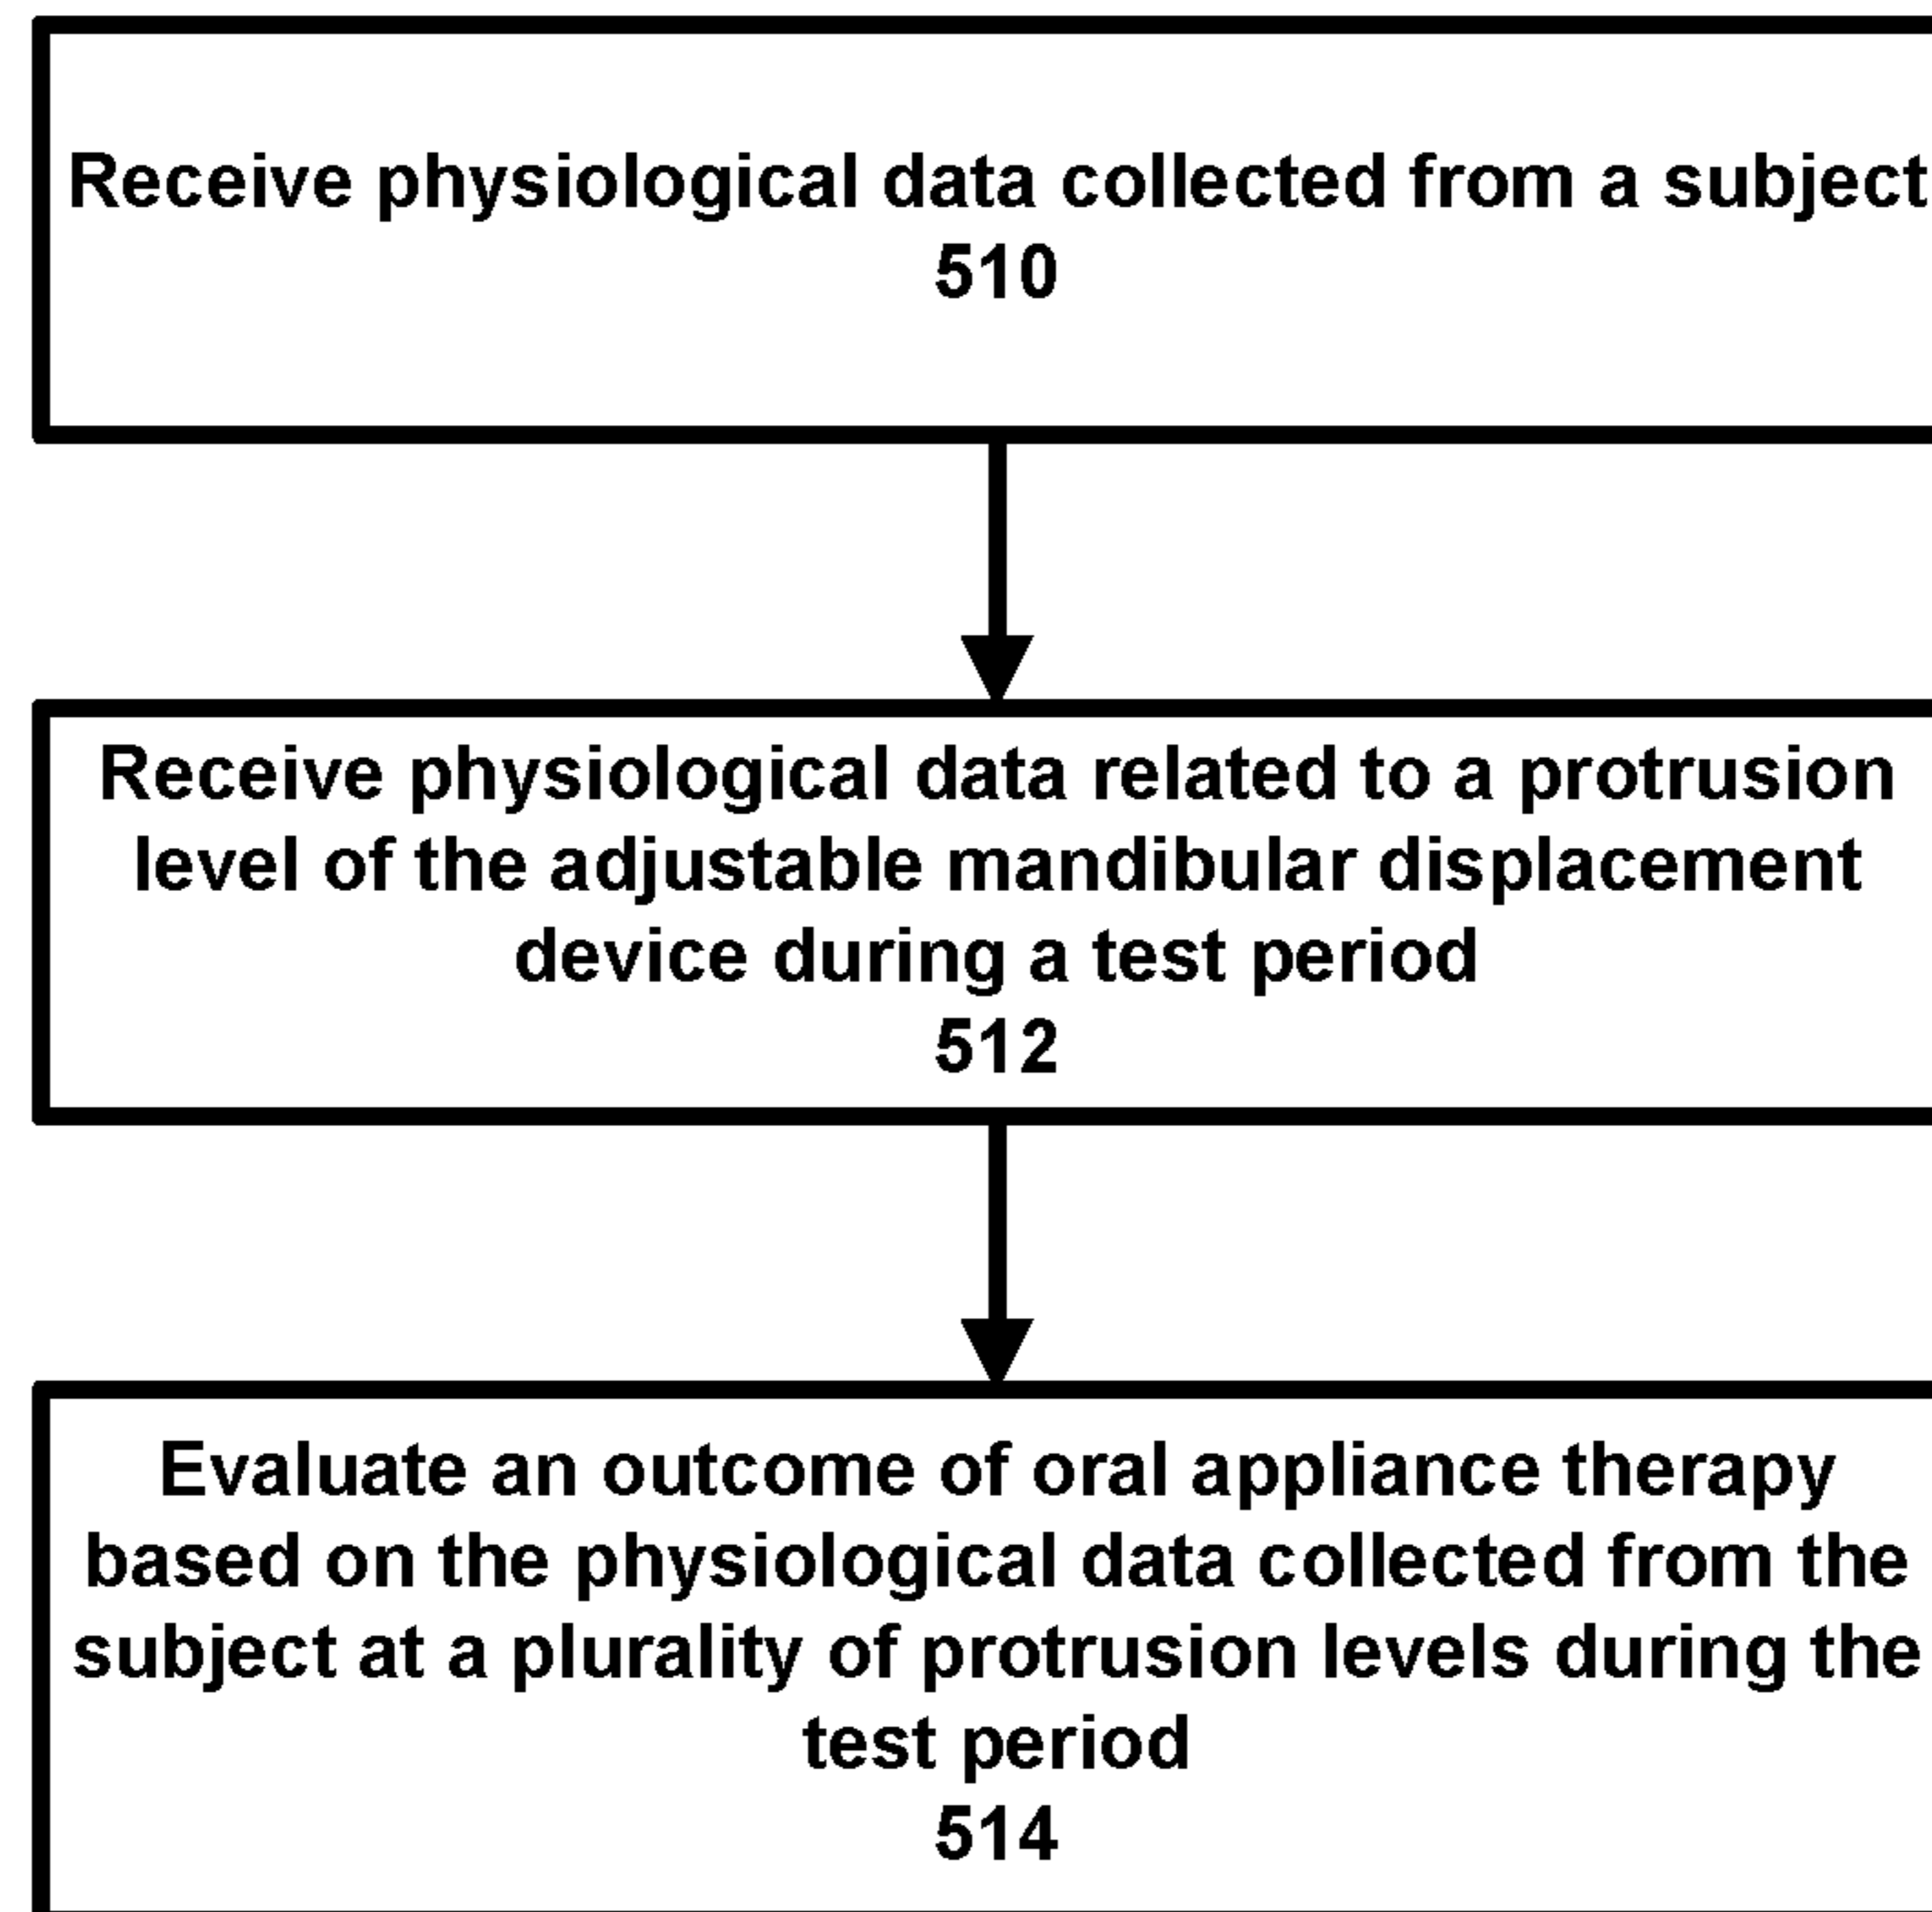 Receive physiological data collected from a subject
510
Receive physiological data related to a protrusion
level of the adjustable mandibular displacement
device during a test period
512
Evaluate an outcome of oral appliance therapy
based on the physiological data collected from the
subject at a plurality of protrusion levels during the
test period
514